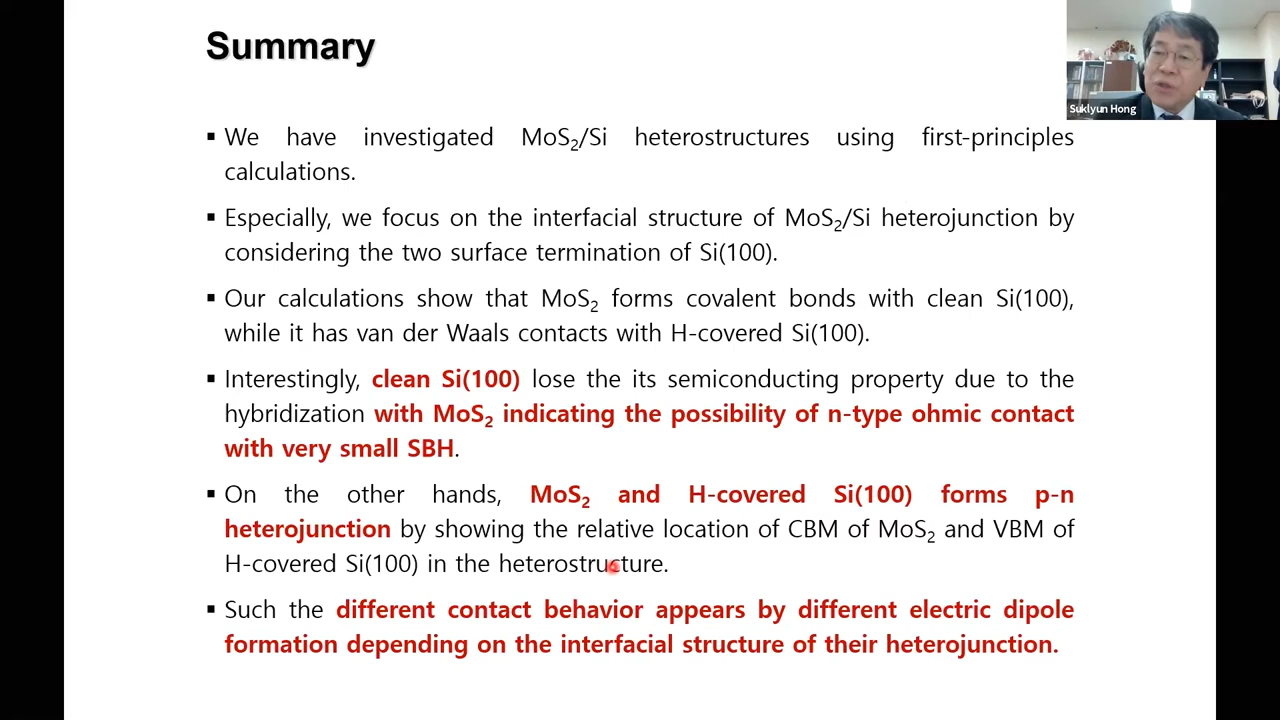 Summary
Suklyun Hong
▪ We have investigated MoS₂/Si heterostructures using first-principles
calculations.
▪ Especially, we focus on the interfacial structure of MoS₂/Si heterojunction by
considering the two surface termination of Si(100).
▪ Our calculations show that MoS₂ forms covalent bonds with clean Si(100),
while it has van der Waals contacts with H-covered Si(100).
▪ Interestingly, clean Si(100) lose the its semiconducting property due to the
hybridization with MoS₂ indicating the possibility of n-type ohmic contact
with very small SBH.
▪ On the other hands, MoS₂ and H-covered Si(100) forms p-n
heterojunction by showing the relative location of CBM of MoS₂ and VBM of
H-covered Si(100) in the heterostructure.
▪ Such the different contact behavior appears by different electric dipole
formation depending on the interfacial structure of their heterojunction.